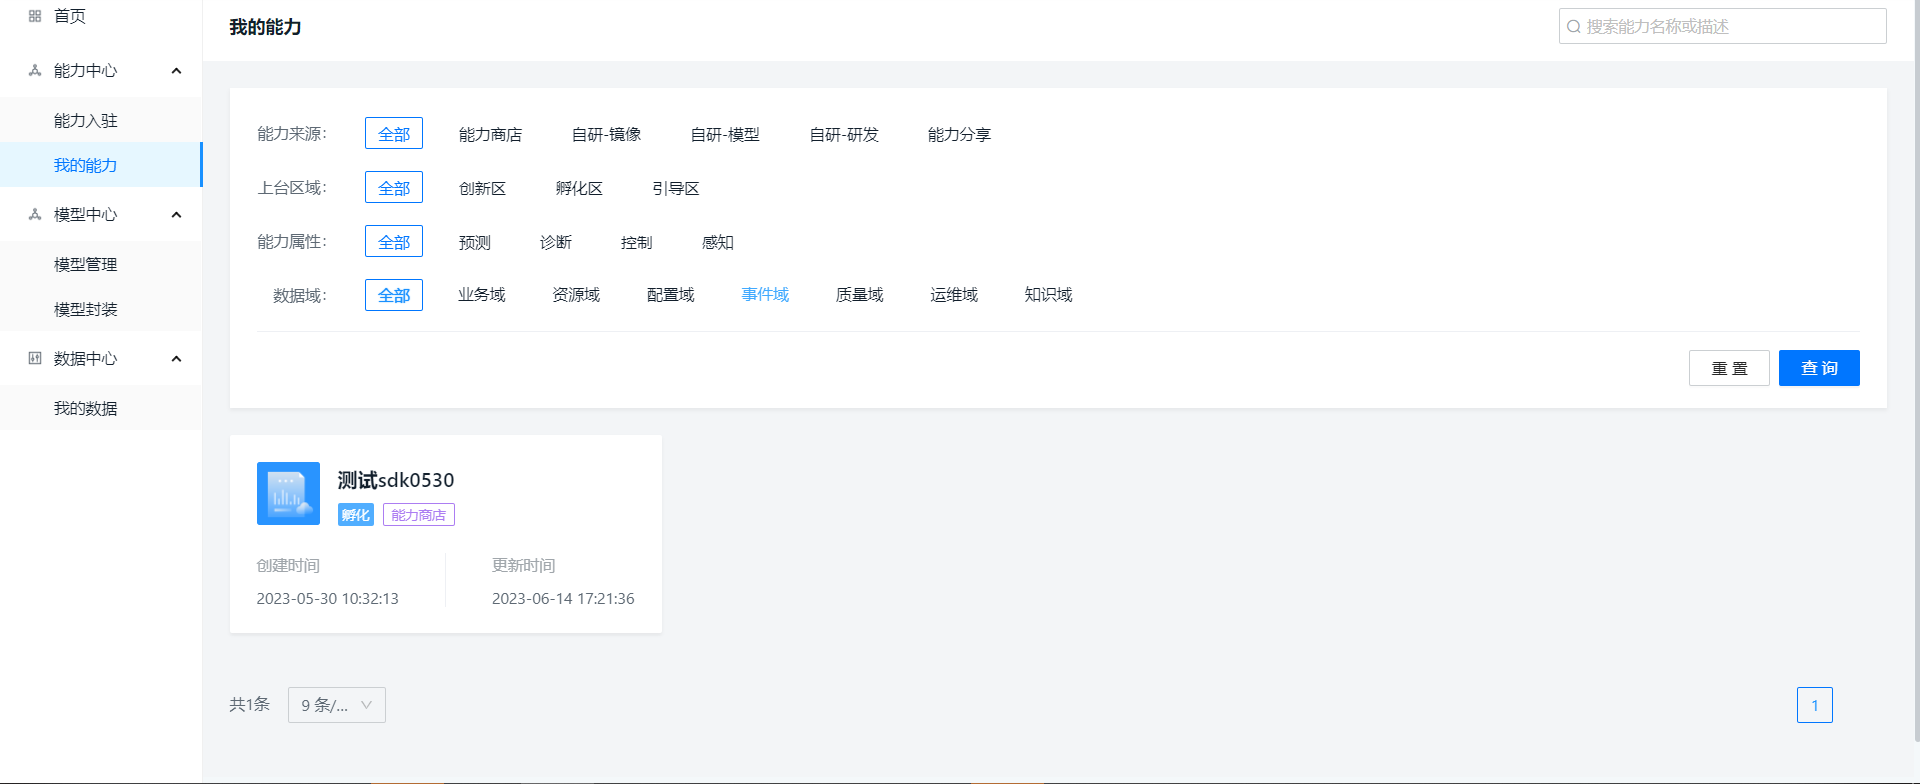 首页
能力中心
能力入驻
我的能力
模型中心
模型管理
模型封装
数据中心
我的数据
我的能力
搜索能力名称或描述
能力来源: 全部 能力商店 自研-镜像 自研-模型 自研-研发 能力分享
上台区域: 全部 创新区 孵化区 引导区
能力属性: 全部 预测 诊断 控制 感知
数据域: 全部 业务域 资源域 配置域 事件域 质量域 运维域 知识域
重 置 查 询
测试sdk0530
孵化 能力商店
创建时间 更新时间
2023-05-30 10:32:13 2023-06-14 17:21:36
共1条 9 条/... 1